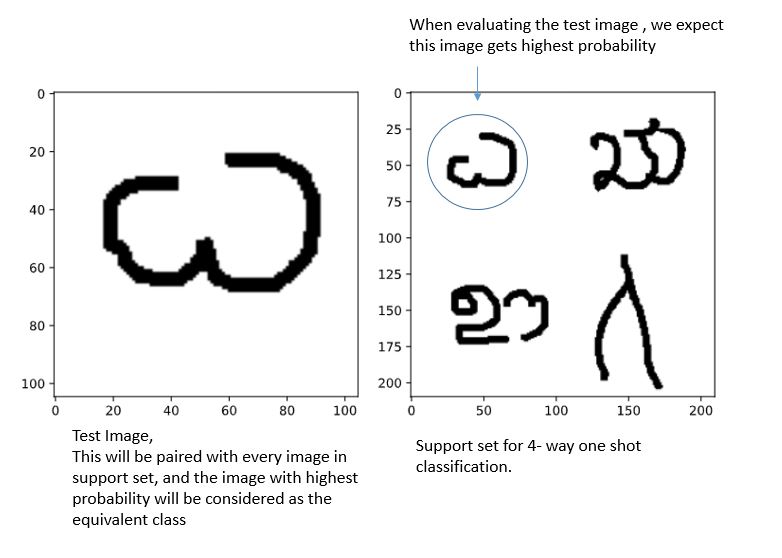 When evaluating the test image , we expect
this image gets highest probability
0
20
40
60
80
100
0 20 40 60 80 100
0
25
50
75
100
125
150
175
200
0 50 100 150 200
Test Image,
This will be paired with every image in
support set, and the image with highest
probability will be considered as the
equivalent class
Support set for 4- way one shot
classification.